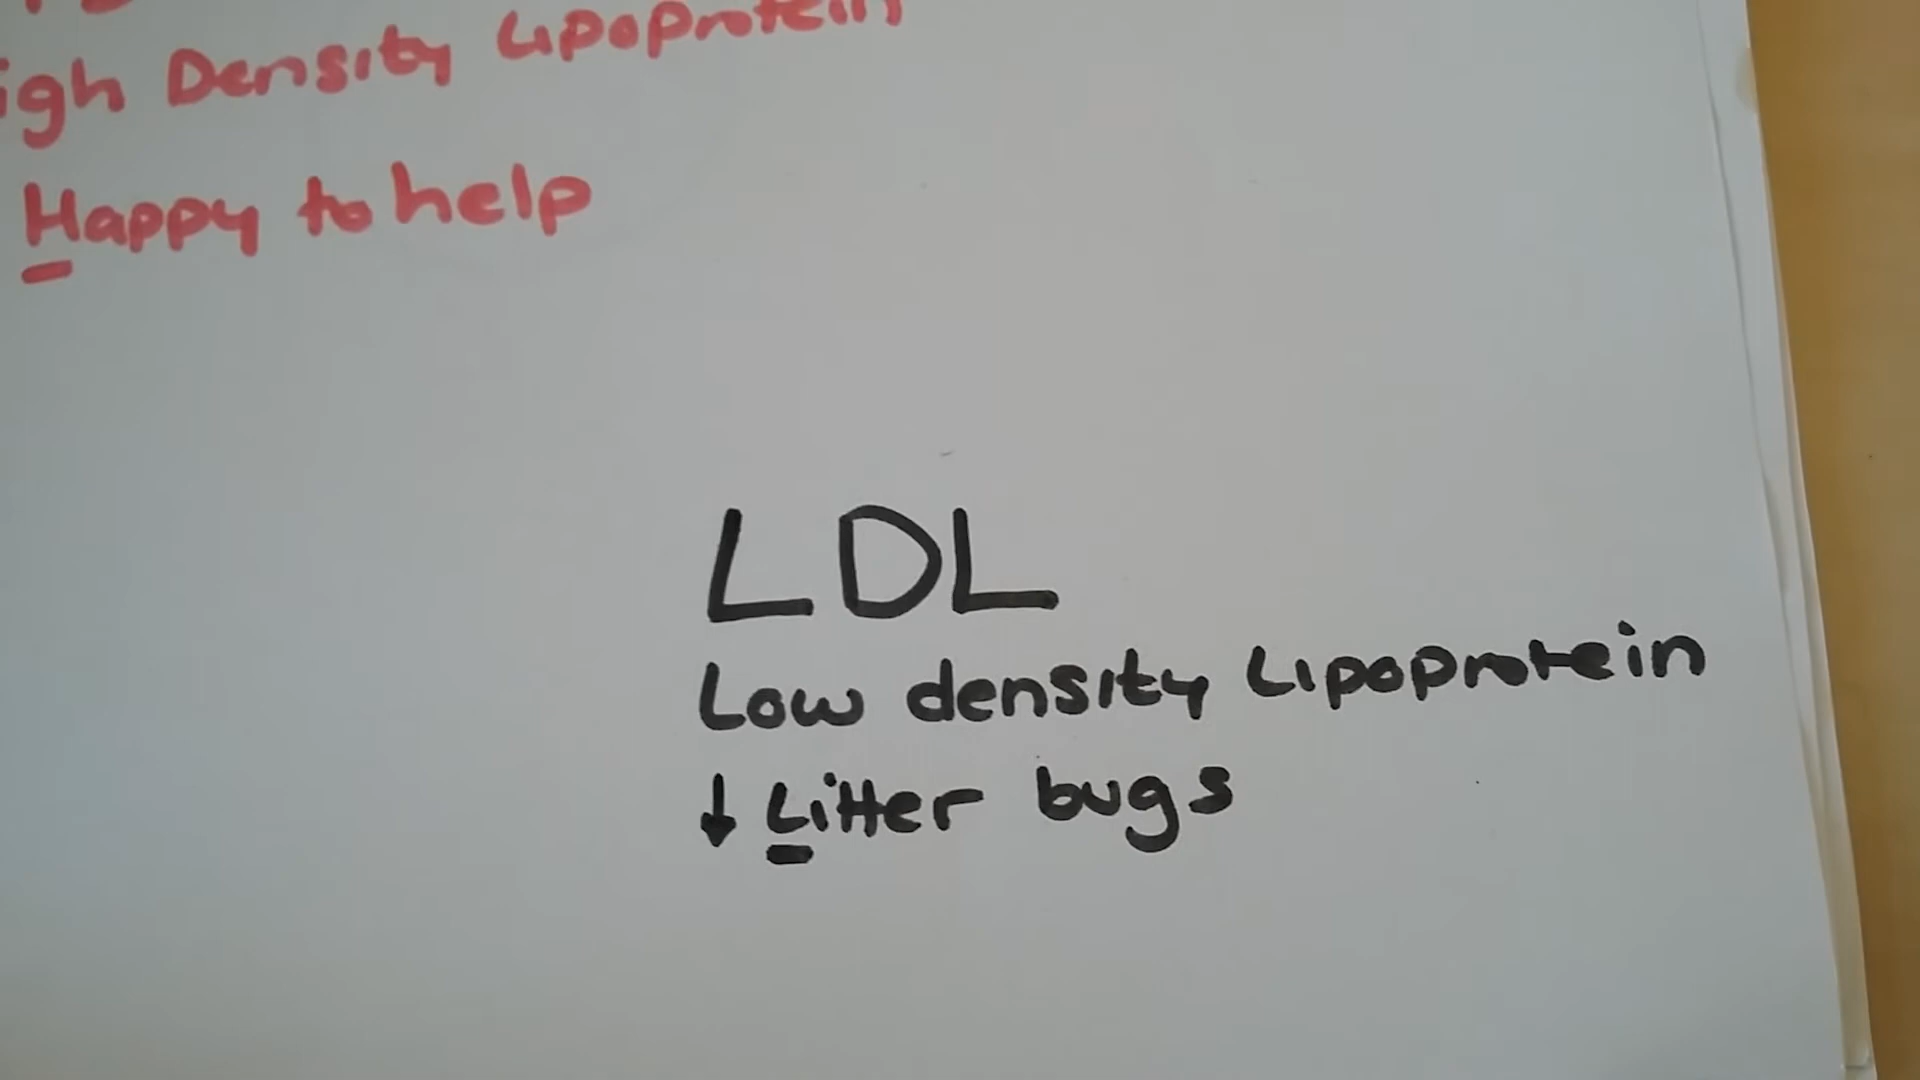 igh Density Lipoprotein
Happy to help
LDL
Low density Lipoprotein
↓ Litter bugs